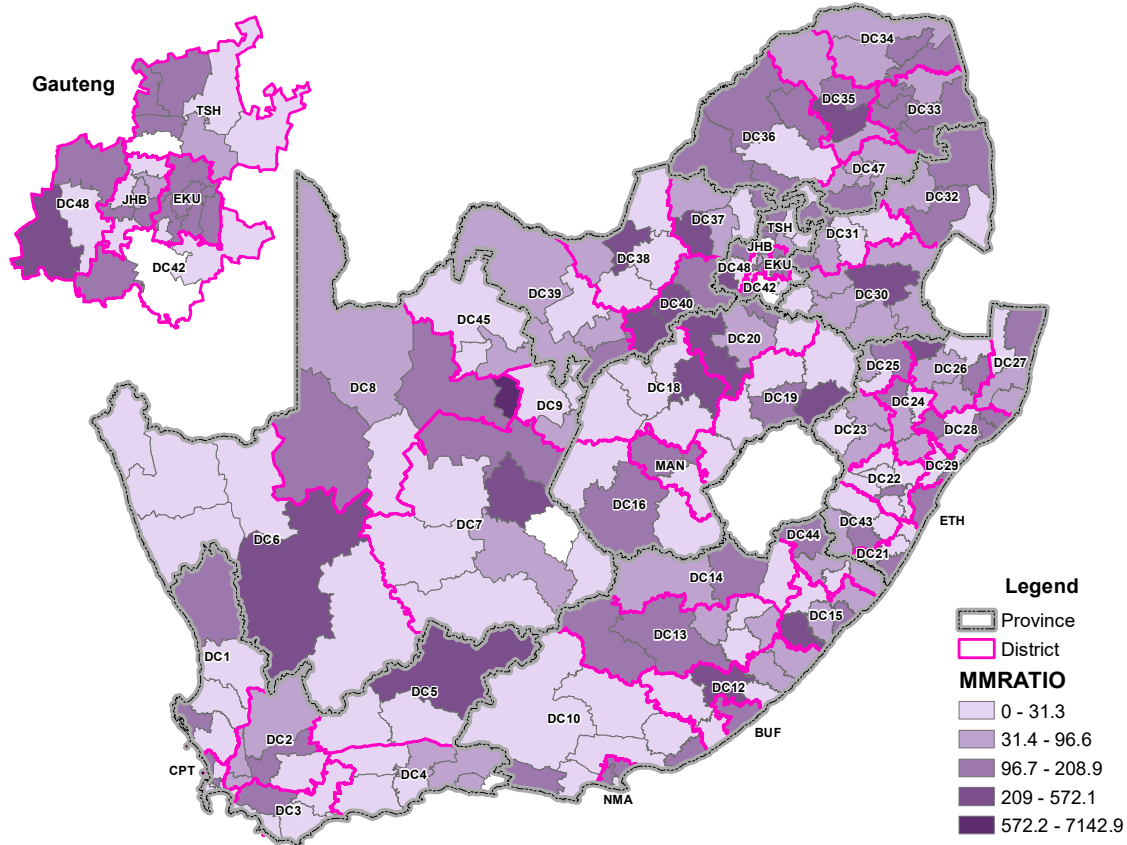 Gauteng
TSH
DC48
JHB
EKU
DC42
DC34
DC35
DC33
DC36
DC47
DC32
DC37
TSH
DC31
JHB
DC38
DC48
EKU
DC39
DC42
DC30
DC40
DC45
DC20
DC25
DC26
DC27
DC8
DC18
DC9
DC19
DC24
DC23
DC28
MAN
DC29
DC22
DC16
ETH
DC7
DC43
DC6
DC44
DC21
DC14
DC15
DC13
DC1
DC5
DC12
DC10
BUF
DC2
CPT
DC4
NMA
DC3
Legend
Province
District
MMRATIO
0 - 31.3
31.4 - 96.6
96.7 - 208.9
209 - 572.1
572.2 - 7142.9